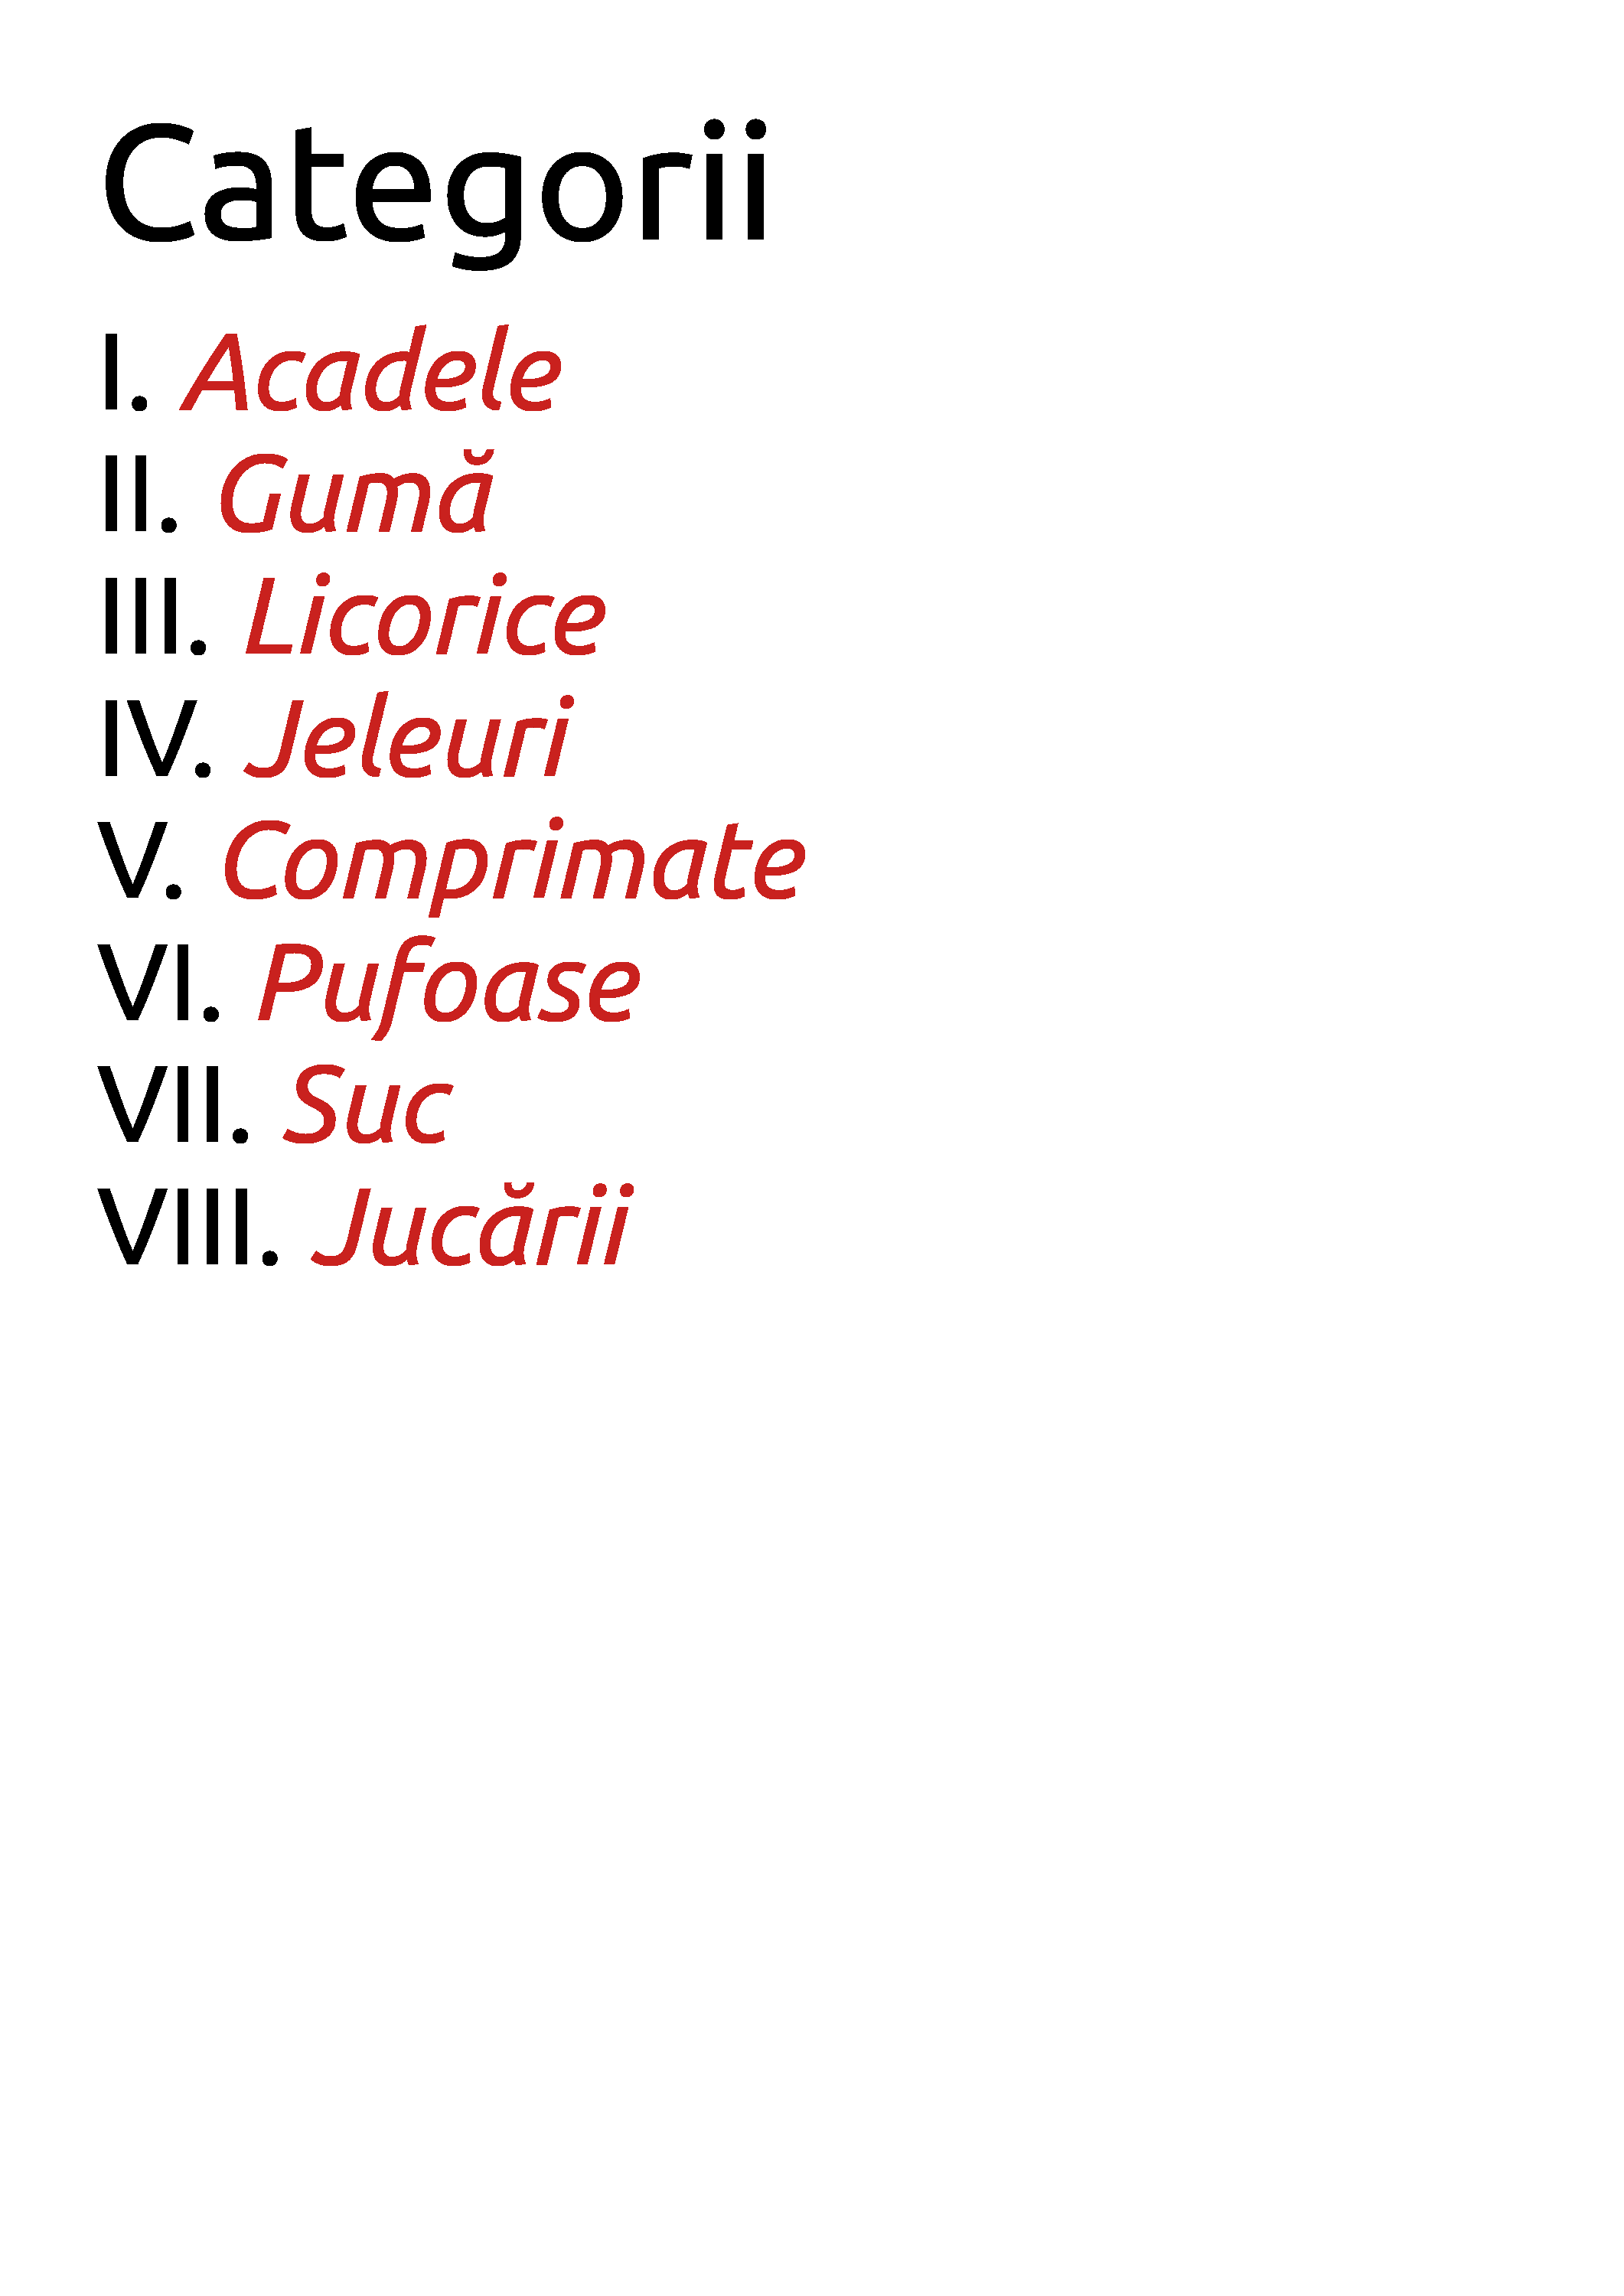 Categorii
I. Acadele
II. Gumă
III. Licorice
IV. Jeleuri
V. Comprimate
VI. Pufoase
VII. Suc
VIII. Jucării